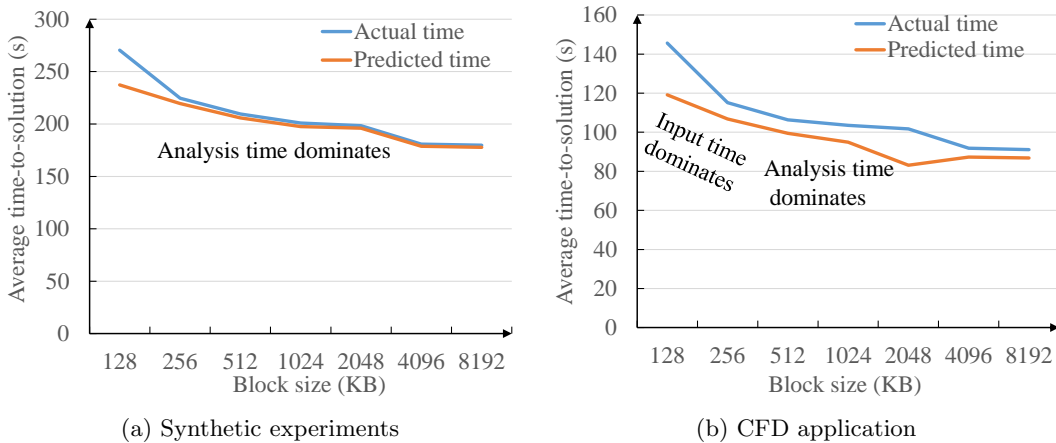 300
250
200
150
100
50
0
Average time-to-solution (s)
Actual time
Predicted time
Analysis time dominates
128 256 512 1024 2048 4096 8192
Block size (KB)
(a) Synthetic experiments
160
140
120
100
80
60
40
20
0
Average time-to-solution (s)
Actual time
Predicted time
Input time
dominates
Analysis time
dominates
128 256 512 1024 2048 4096 8192
Block size (KB)
(b) CFD application